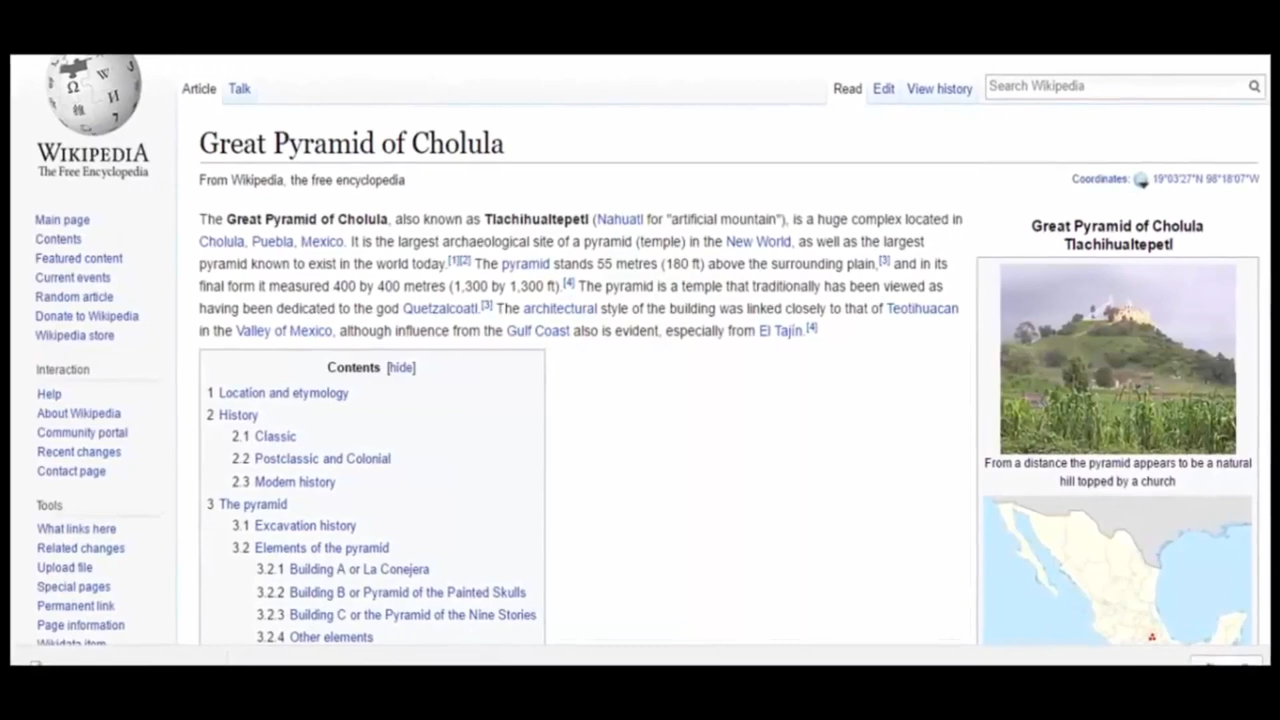 Article Talk Read Edit View history Search Wikipedia
WIKIPEDIA
The Free Encyclopedia
Main page
Contents
Featured content
Current events
Random article
Donate to Wikipedia
Wikipedia store
Interaction
Help
About Wikipedia
Community portal
Recent changes
Contact page
Tools
What links here
Related changes
Upload file
Special pages
Permanent link
Page information
Wikidata item
Great Pyramid of Cholula
From Wikipedia, the free encyclopedia
Coordinates: 19°03′27″N 98°18′07″W
The Great Pyramid of Cholula, also known as Tlachihualtepetl (Nahuatl for "artificial mountain"), is a huge complex located in
Cholula, Puebla, Mexico. It is the largest archaeological site of a pyramid (temple) in the New World, as well as the largest
pyramid known to exist in the world today.[1][2] The pyramid stands 55 metres (180 ft) above the surrounding plain,[3] and in its
final form it measured 400 by 400 metres (1,300 by 1,300 ft).[4] The pyramid is a temple that traditionally has been viewed as
having been dedicated to the god Quetzalcoatl.[3] The architectural style of the building was linked closely to that of Teotihuacan
in the Valley of Mexico, although influence from the Gulf Coast also is evident, especially from El Tajín.[4]
Contents [hide]
1 Location and etymology
2 History
2.1 Classic
2.2 Postclassic and Colonial
2.3 Modern history
3 The pyramid
3.1 Excavation history
3.2 Elements of the pyramid
3.2.1 Building A or La Conejera
3.2.2 Building B or Pyramid of the Painted Skulls
3.2.3 Building C or the Pyramid of the Nine Stories
3.2.4 Other elements
Great Pyramid of Cholula
Tlachihualtepetl
From a distance the pyramid appears to be a natural
hill topped by a church